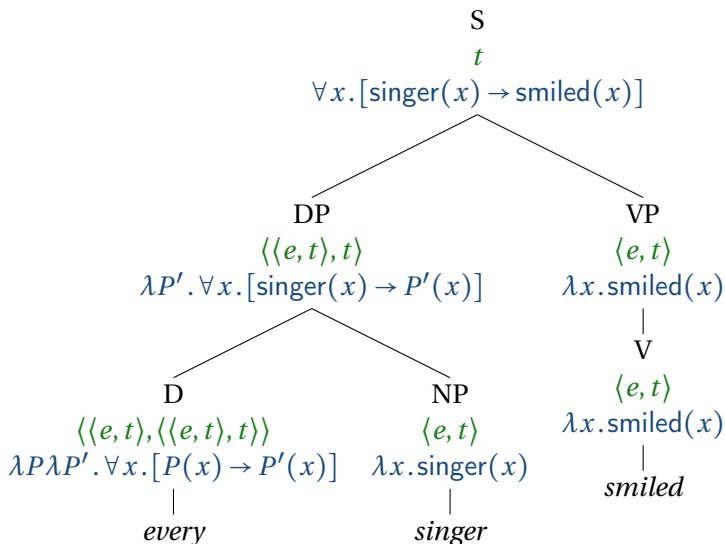 S
t
∀x.[singer(x)→smiled(x)]
DP VP
⟨⟨e,t⟩,t⟩ ⟨e,t⟩
λP′.∀x.[singer(x)→P′(x)] λx.smiled(x)
V
D NP ⟨e,t⟩
⟨⟨e,t⟩,⟨⟨e,t⟩,t⟩⟩ ⟨e,t⟩ λx.smiled(x)
λPλP′.∀x.[P(x)→P′(x)] λx.singer(x)
smiled
every singer